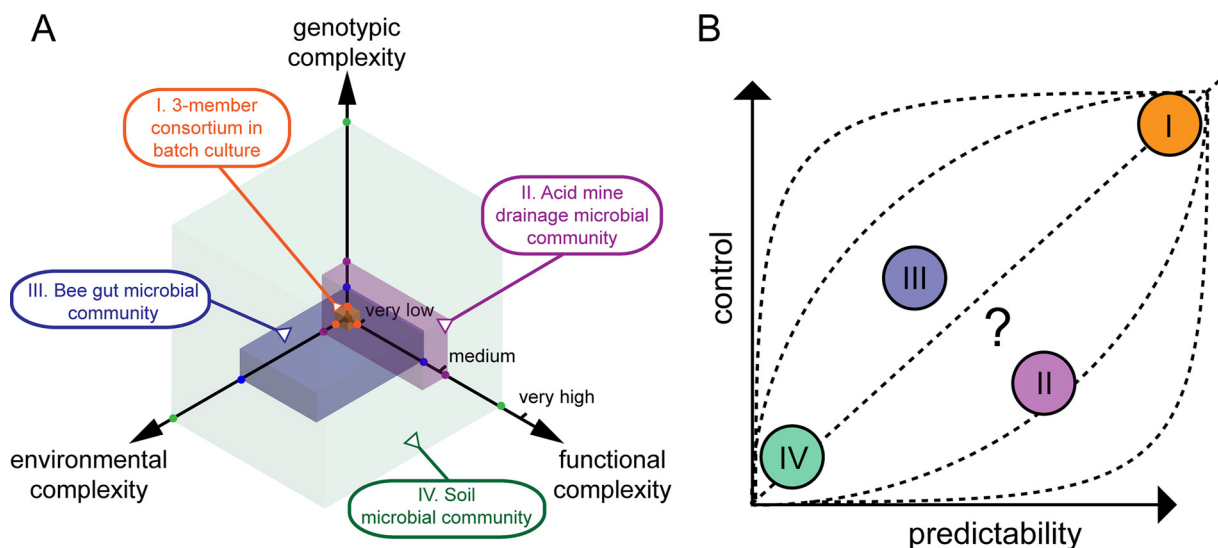 A
genotypic
complexity
I. 3-member
consortium in
batch culture
II. Acid mine
drainage microbial
community
III. Bee gut microbial
community
very low
medium
very high
environmental
complexity
functional
complexity
IV. Soil
microbial community
B
control
I
III
?
II
IV
predictability